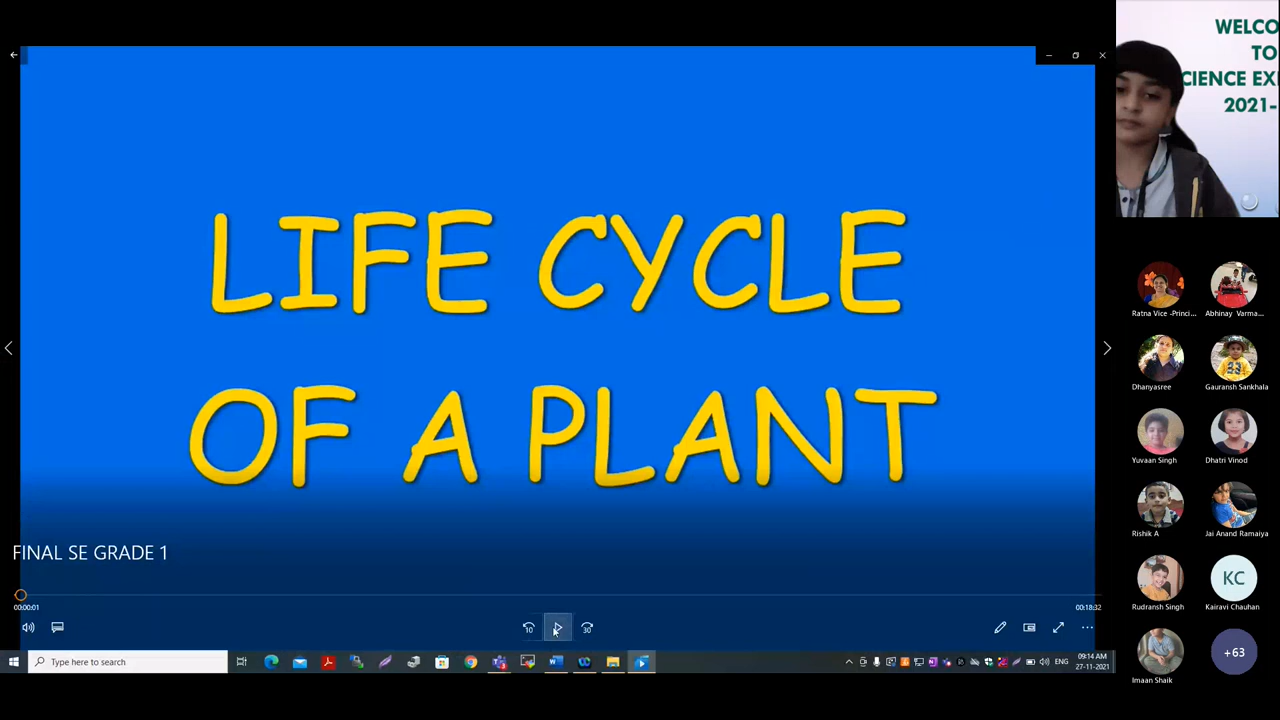 LIFE CYCLE
OF A PLANT
FINAL SE GRADE 1
00:00:01
00:18:32
10
30
Type here to search
ENG
09:14 AM
27-11-2021
WELCO
TO
CIENCE EX
2021-
Ratna Vice -Princi...
Abhinay Varma...
Dhanyasree
Gauransh Sankhala
Yuvaan Singh
Dhatri Vinod
Rishik A
Jai Anand Ramaiya
Rudransh Singh
KC
Kairavi Chauhan
Imaan Shaik
+63